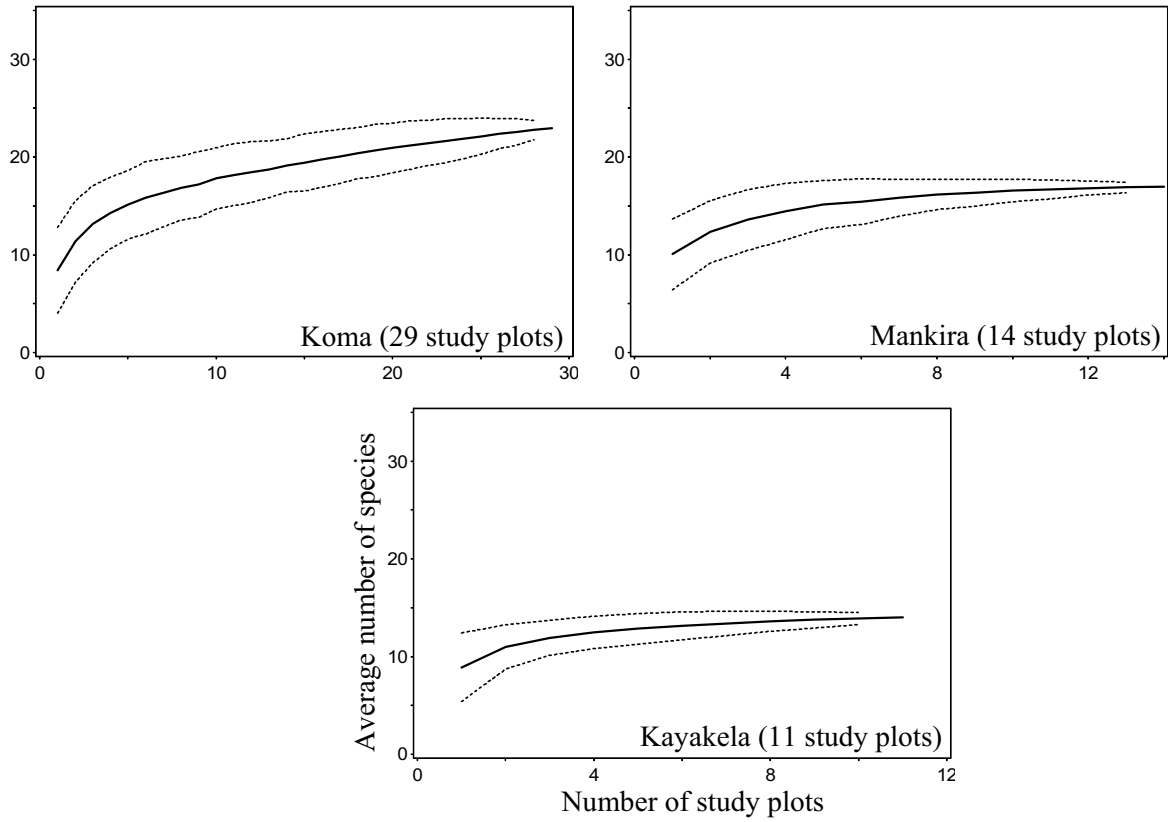 30
20
10
0
Koma (29 study plots)
0 10 20 30
30
20
10
0
Mankira (14 study plots)
0 4 8 12
Average number of species
30
20
10
0
Kayakela (11 study plots)
0 4 8 12
Number of study plots